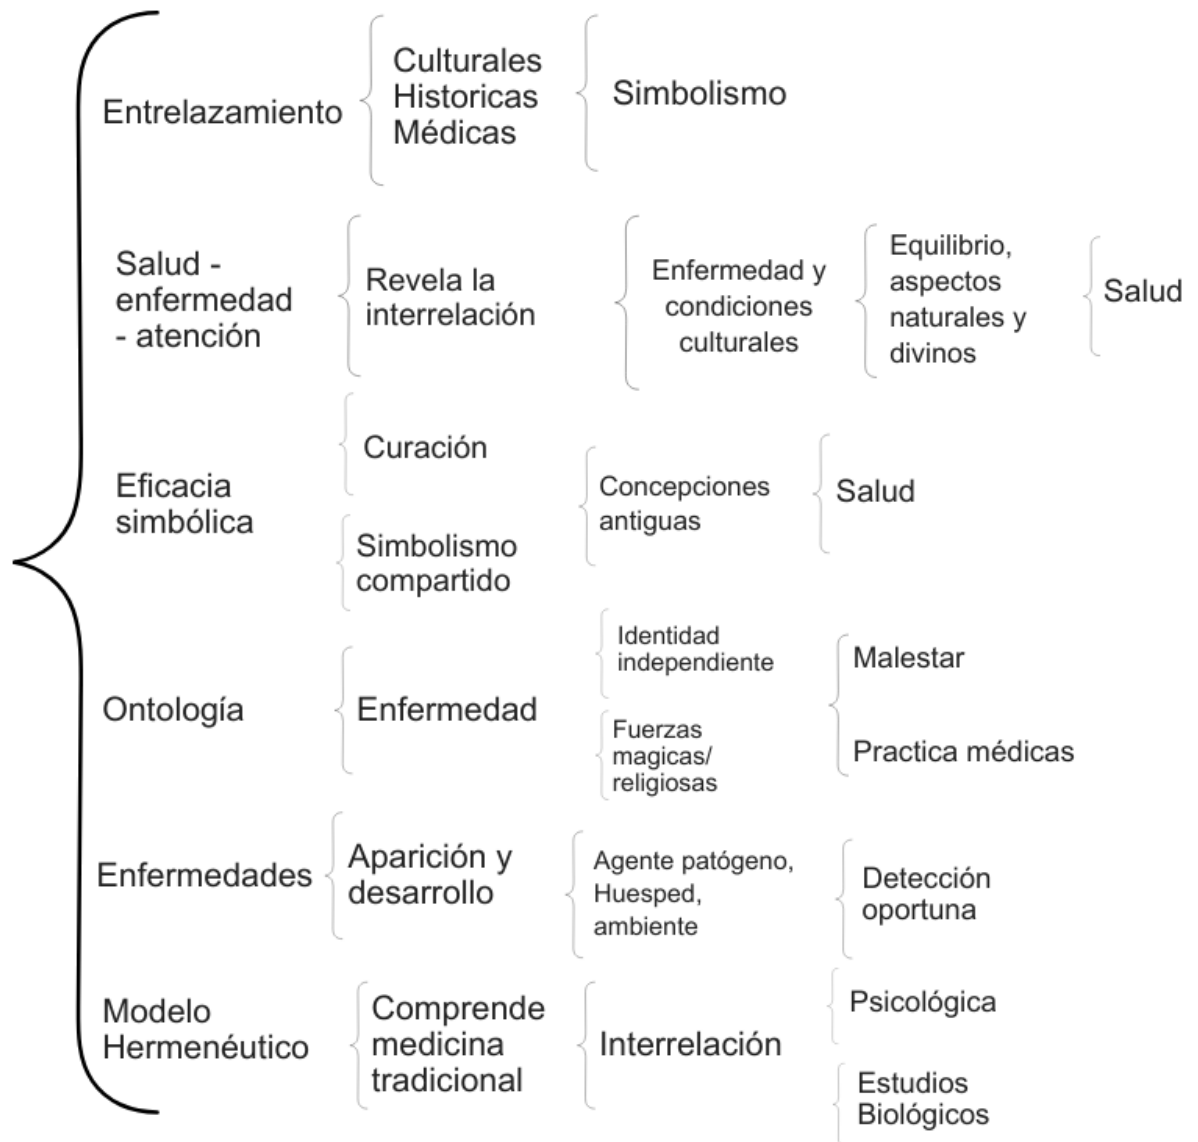 Entrelazamiento
Culturales
Historicas
Médicas
Simbolismo
Salud -
enfermedad
- atención
Revela la
interrelación
Enfermedad y
condiciones
culturales
Equilibrio,
aspectos
naturales y
divinos
Salud
Eficacia
simbólica
Curación
Simbolismo
compartido
Concepciones
antiguas
Salud
Ontología
Enfermedad
Identidad
independiente
Fuerzas
magicas/
religiosas
Malestar
Practica médicas
Enfermedades
Aparición y
desarrollo
Agente patógeno,
Huesped,
ambiente
Detección
oportuna
Modelo
Hermenéutico
Comprende
medicina
tradicional
Interrelación
Psicológica
Estudios
Biológicos